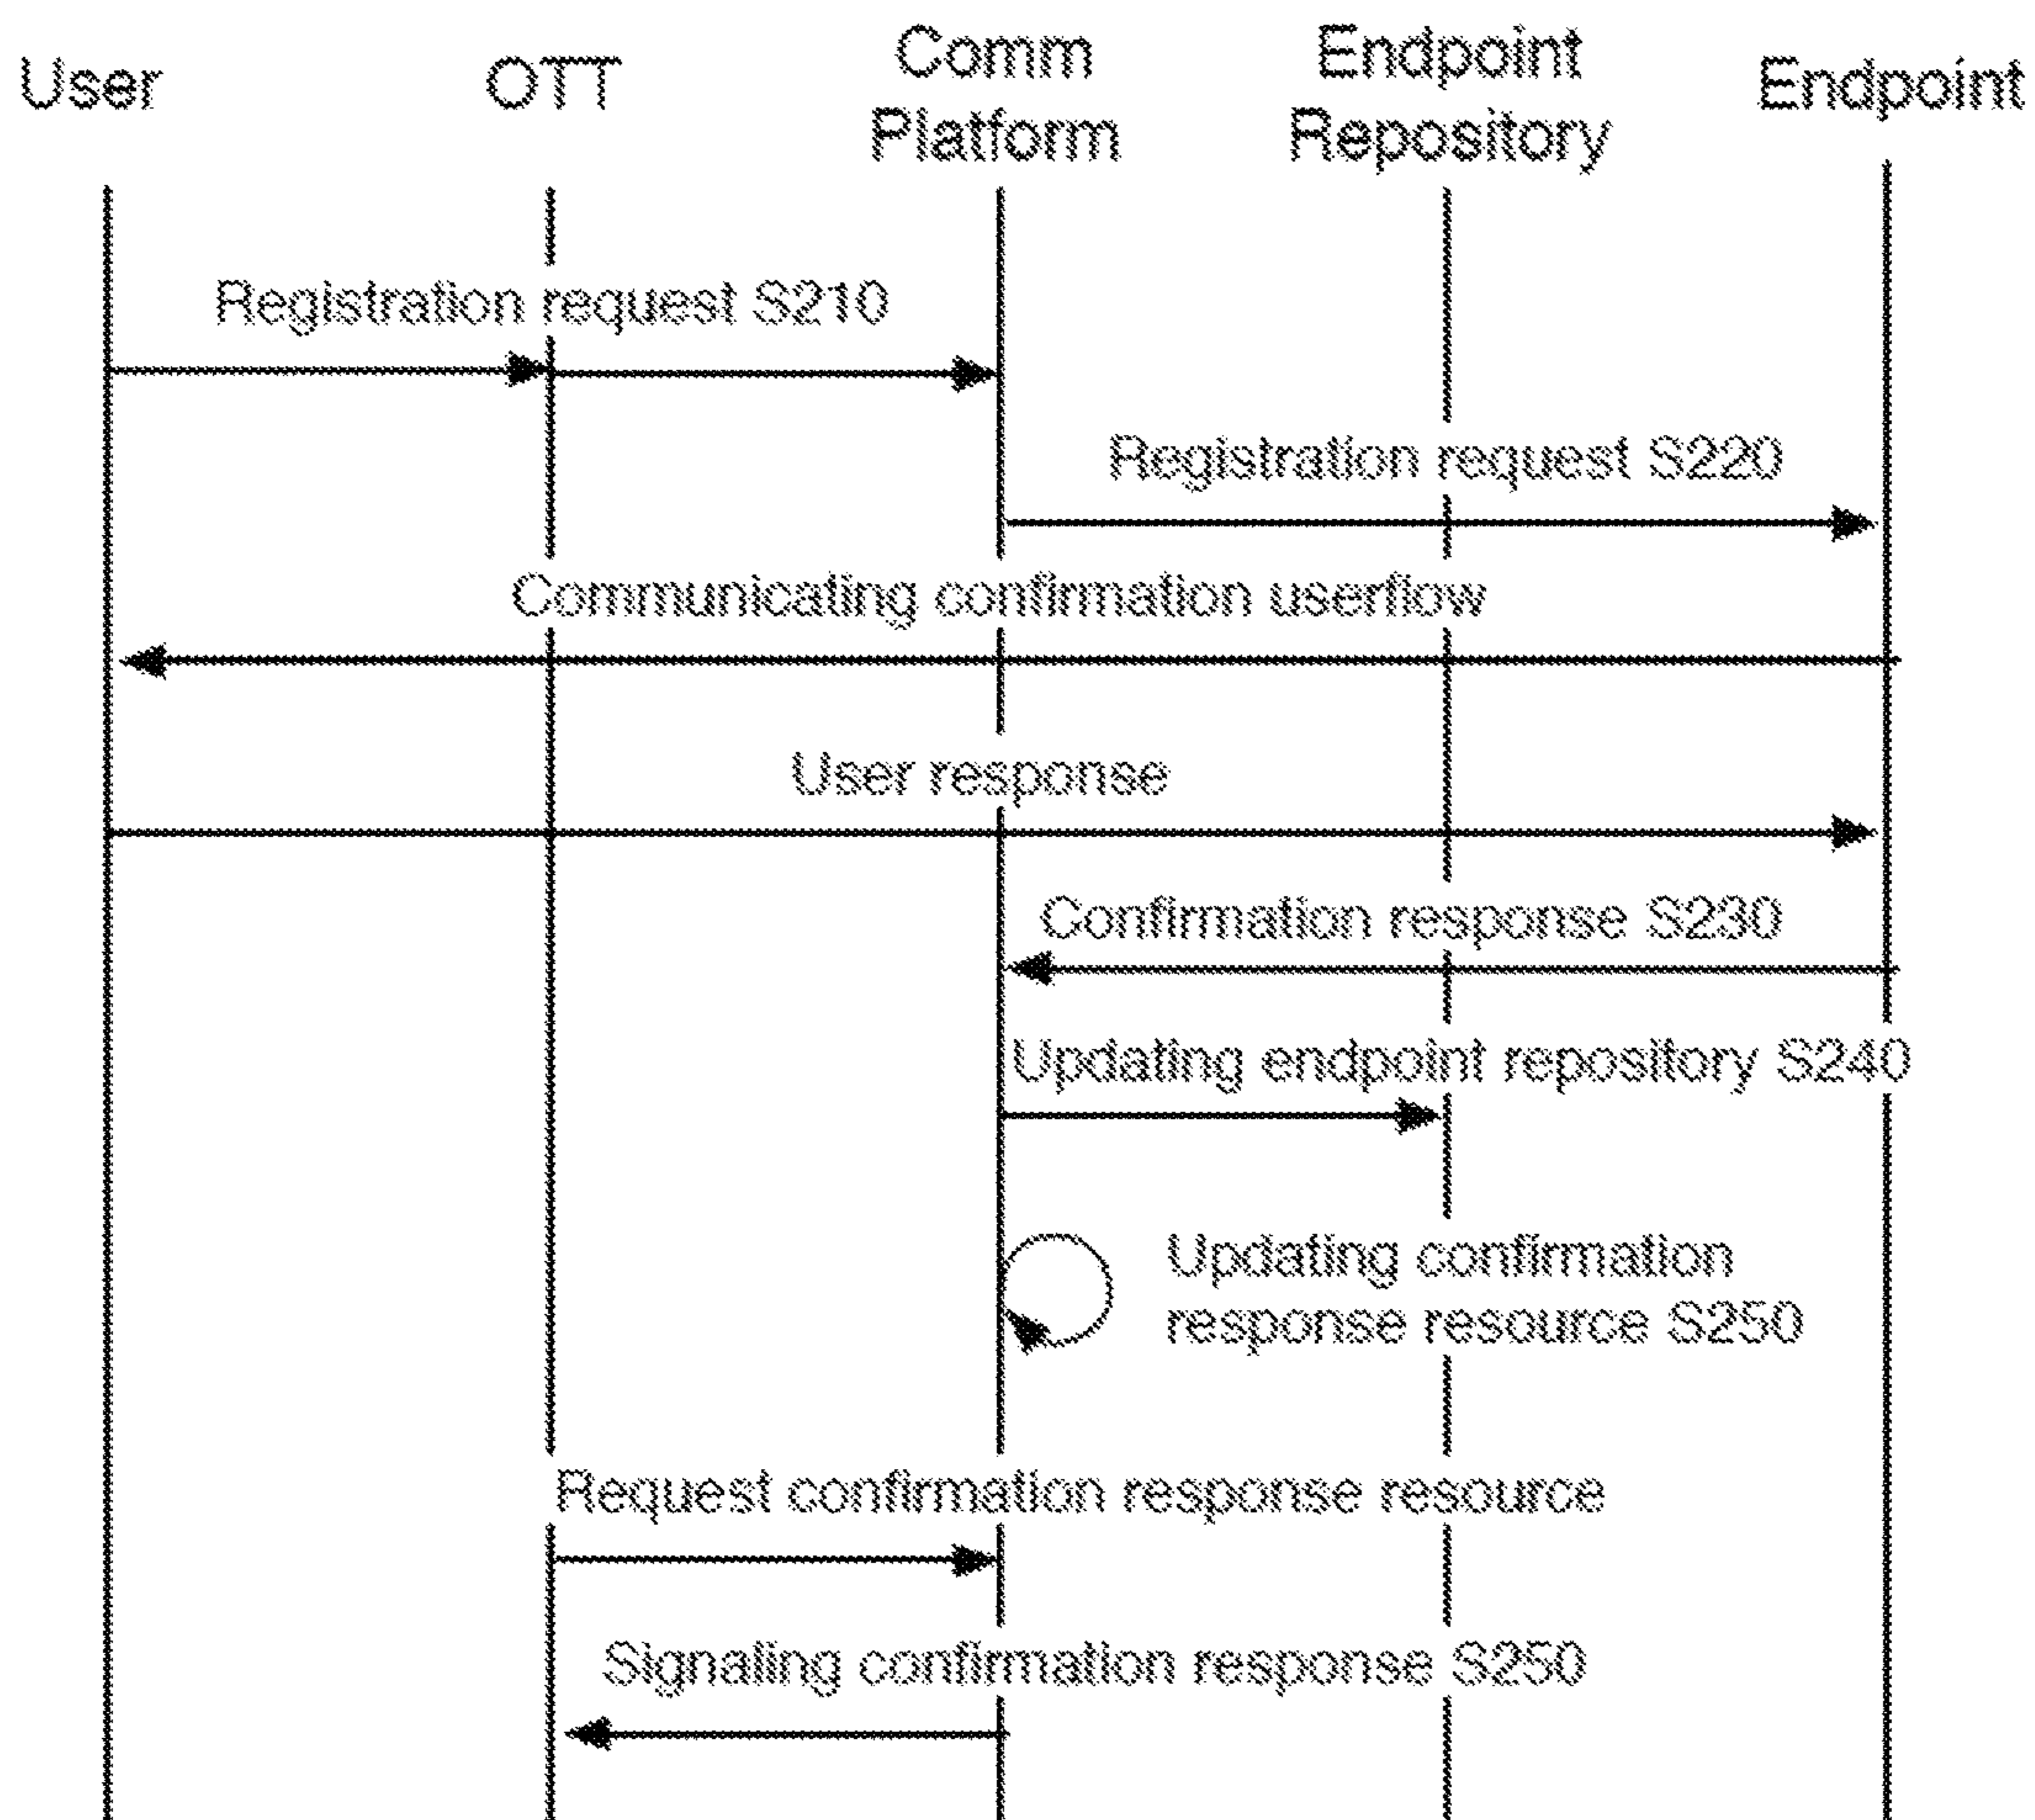 User
OTT
Comm
Platform
Endpoint
Repository
Endpoint
Registration request S210
Registration request S220
Communicating confirmation userflow
User response
Confirmation response S230
Updating endpoint repository S240
Updating confirmation
response resource S250
Request confirmation response resource
Signaling confirmation response S250